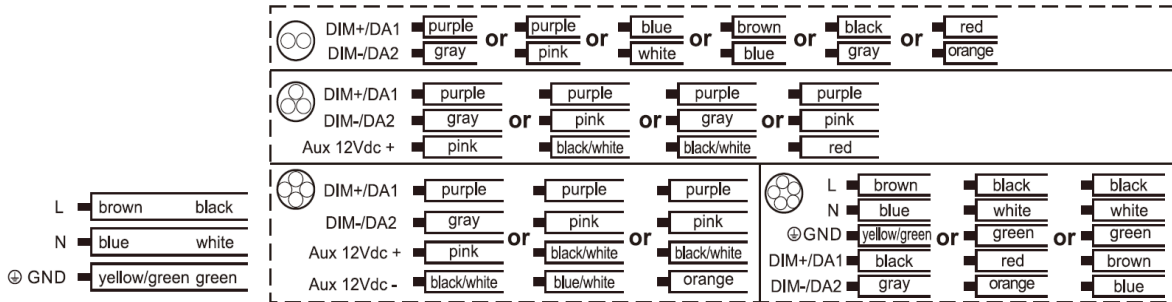 DIM+/DA1 purple or purple or blue or brown or black or red
DIM-/DA2 gray pink white blue gray orange
DIM+/DA1 purple purple purple purple
DIM-/DA2 gray or pink or gray or pink
Aux 12Vdc + pink black/white black/white red
L brown black
N blue white
GND yellow/green green
DIM+/DA1 purple purple purple
DIM-/DA2 gray or pink or pink
Aux 12Vdc + pink black/white black/white
Aux 12Vdc - black/white blue/white orange
L brown black black
N blue white white
GND yellow/green or green or green
DIM+/DA1 black red brown
DIM-/DA2 gray orange blue